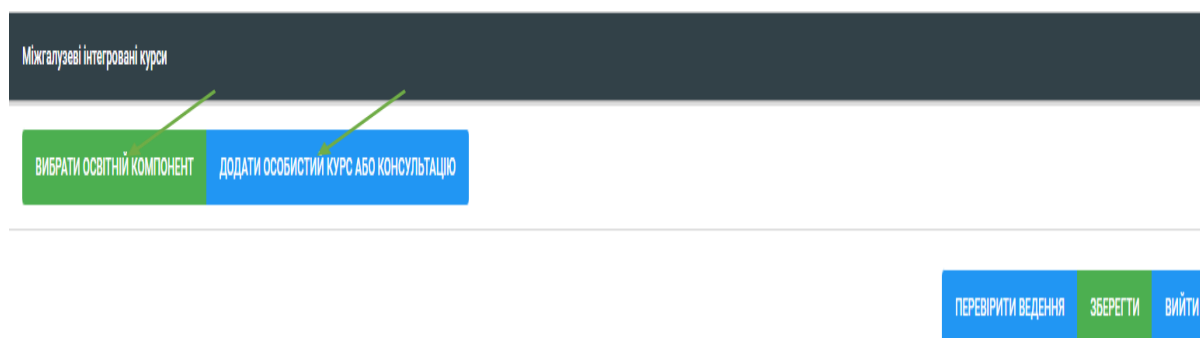 Міжгалузеві інтегровані курси
ВИБРАТИ ОСВІТНІЙ КОМПОНЕНТ ДОДАТИ ОСОБИСТИЙ КУРС АБО КОНСУЛЬТАЦІЮ
ПЕРЕВІРИТИ ВЕДЕННЯ ЗБЕРЕГТИ ВИЙТИ